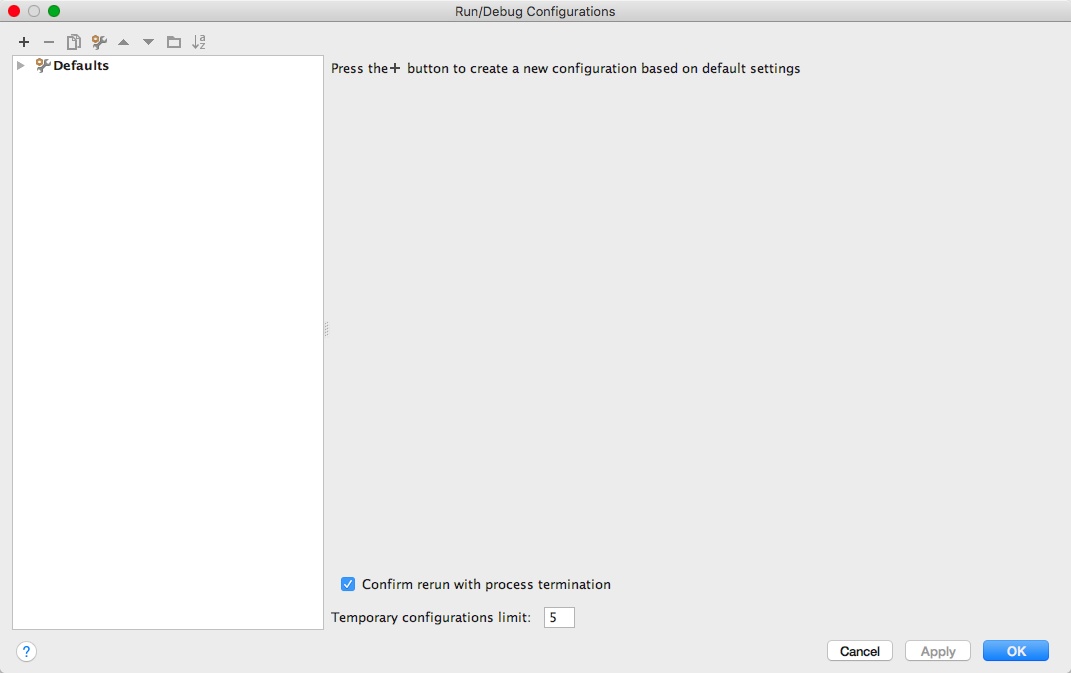 Run/Debug Configurations
Defaults
Press the + button to create a new configuration based on default settings
Confirm rerun with process termination
Temporary configurations limit: 5
? Cancel Apply OK